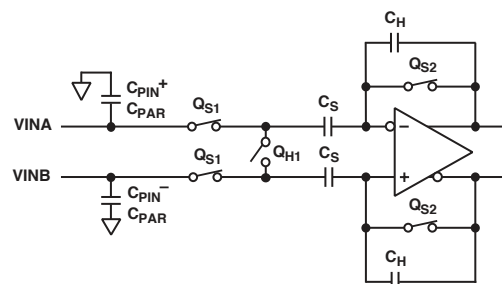 CH
QS2
CPIN+
CPAR
QS1
CS
VINA
−
QH1
QS1
CS
VINB
+
CPIN−
CPAR
QS2
CH